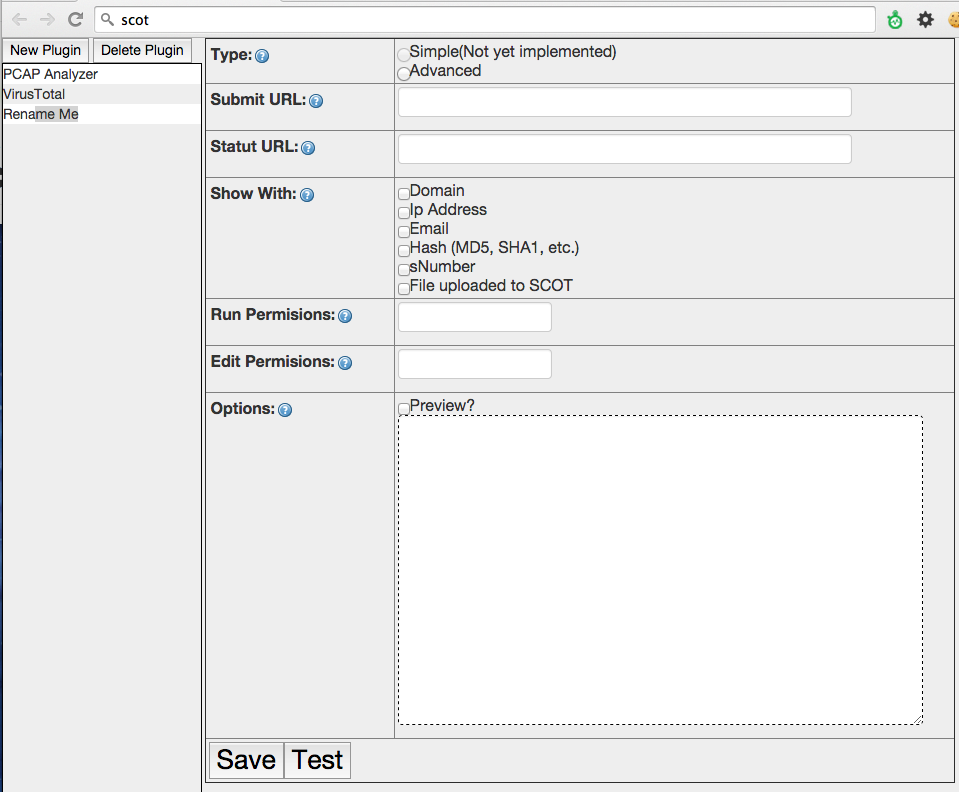 scot
New Plugin Delete Plugin
PCAP Analyzer
VirusTotal
Rename Me
Type:
Simple(Not yet implemented)
Advanced
Submit URL:
Statut URL:
Show With:
Domain
Ip Address
Email
Hash (MD5, SHA1, etc.)
sNumber
File uploaded to SCOT
Run Permisions:
Edit Permisions:
Options:
Preview?
Save Test